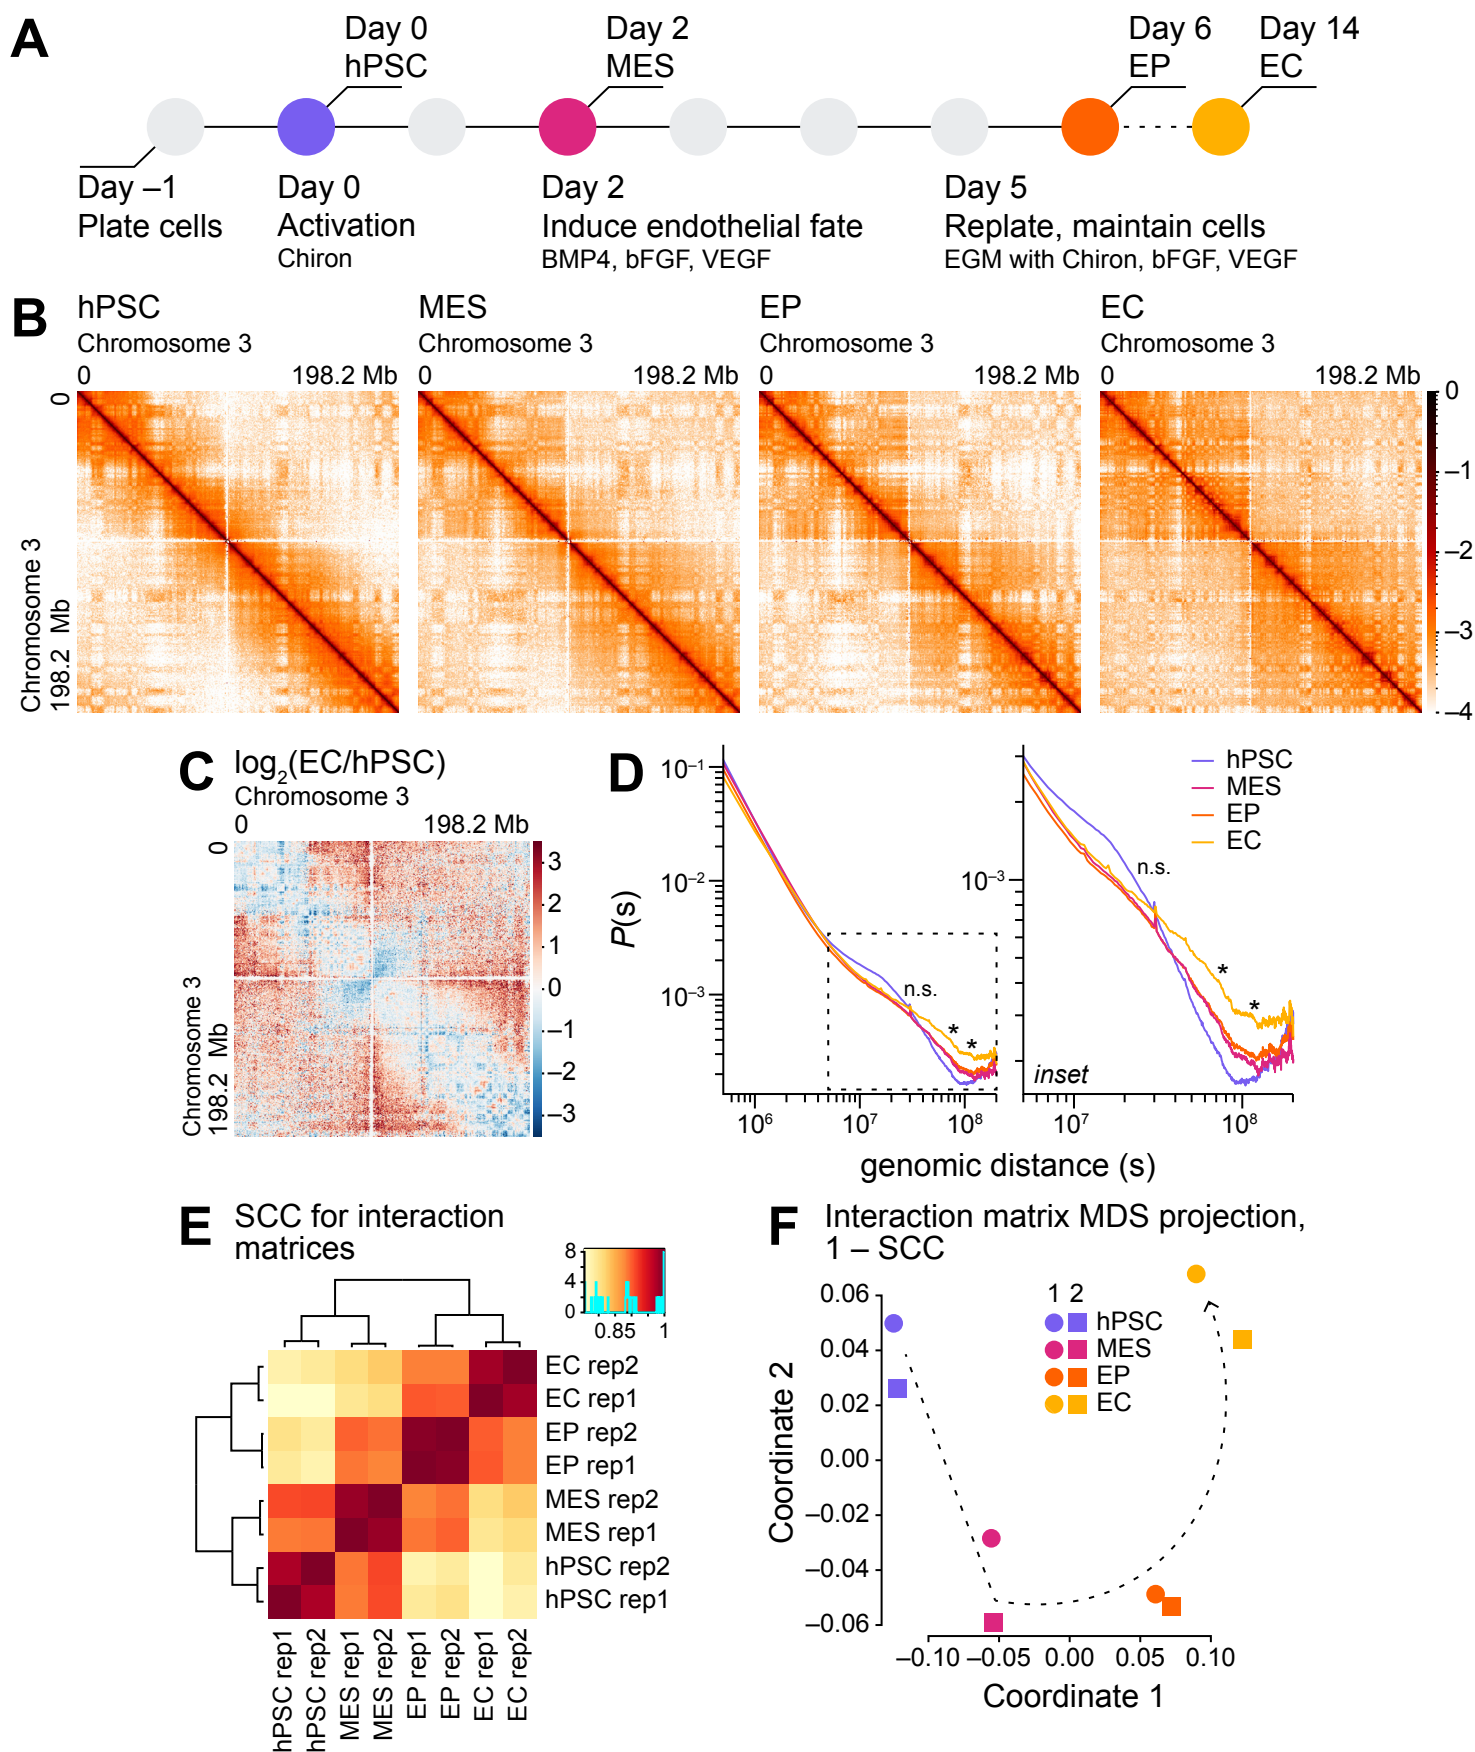 A
Day 0
hPSC
Day 2
MES
Day 6
EP
Day 14
EC
Day –1
Plate cells
Day 0
Activation
Chiron
Day 2
Induce endothelial fate
BMP4, bFGF, VEGF
Day 5
Replate, maintain cells
EGM with Chiron, bFGF, VEGF
B
hPSC
Chromosome 3
0 198.2 Mb
MES
Chromosome 3
0 198.2 Mb
EP
Chromosome 3
0 198.2 Mb
EC
Chromosome 3
0 198.2 Mb
0
Chromosome 3
198.2 Mb
0
–1
–2
–3
–4
C
log2(EC/hPSC)
Chromosome 3
0 198.2 Mb
0
Chromosome 3
198.2 Mb
3
2
1
0
–1
–2
–3
D
P(s)
10–1
10–2
10–3
n.s.
*
*
106 107 108
10–3
n.s.
*
*
inset
107 108
hPSC
MES
EP
EC
genomic distance (s)
E
SCC for interaction
matrices
8
4
0
0.85 1
EC rep2
EC rep1
EP rep2
EP rep1
MES rep2
MES rep1
hPSC rep2
hPSC rep1
hPSC rep1
hPSC rep2
MES rep1
MES rep2
EP rep1
EP rep2
EC rep1
EC rep2
F
Interaction matrix MDS projection,
1 – SCC
1 2
hPSC
MES
EP
EC
Coordinate 2
0.06
0.04
0.02
0.00
–0.02
–0.04
–0.06
–0.10 –0.05 0.00 0.05 0.10
Coordinate 1